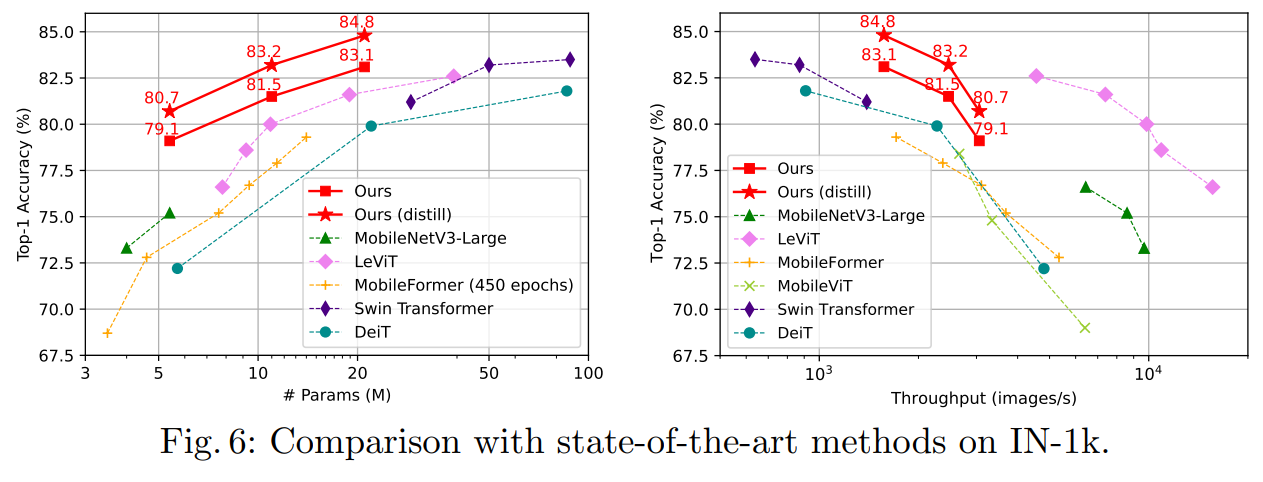 85.0
82.5
80.0
77.5
75.0
72.5
70.0
67.5
Top-1 Accuracy (%)
84.8
83.2
83.1
81.5
80.7
79.1
Ours
Ours (distill)
MobileNetV3-Large
LeViT
MobileFormer (450 epochs)
Swin Transformer
DeiT
3 5 10 20 50 100
# Params (M)
85.0
82.5
80.0
77.5
75.0
72.5
70.0
67.5
Top-1 Accuracy (%)
84.8
83.1
83.2
81.5
80.7
79.1
Ours
Ours (distill)
MobileNetV3-Large
LeViT
MobileFormer
MobileViT
Swin Transformer
DeiT
10³ 10⁴
Throughput (images/s)
Fig. 6: Comparison with state-of-the-art methods on IN-1k.